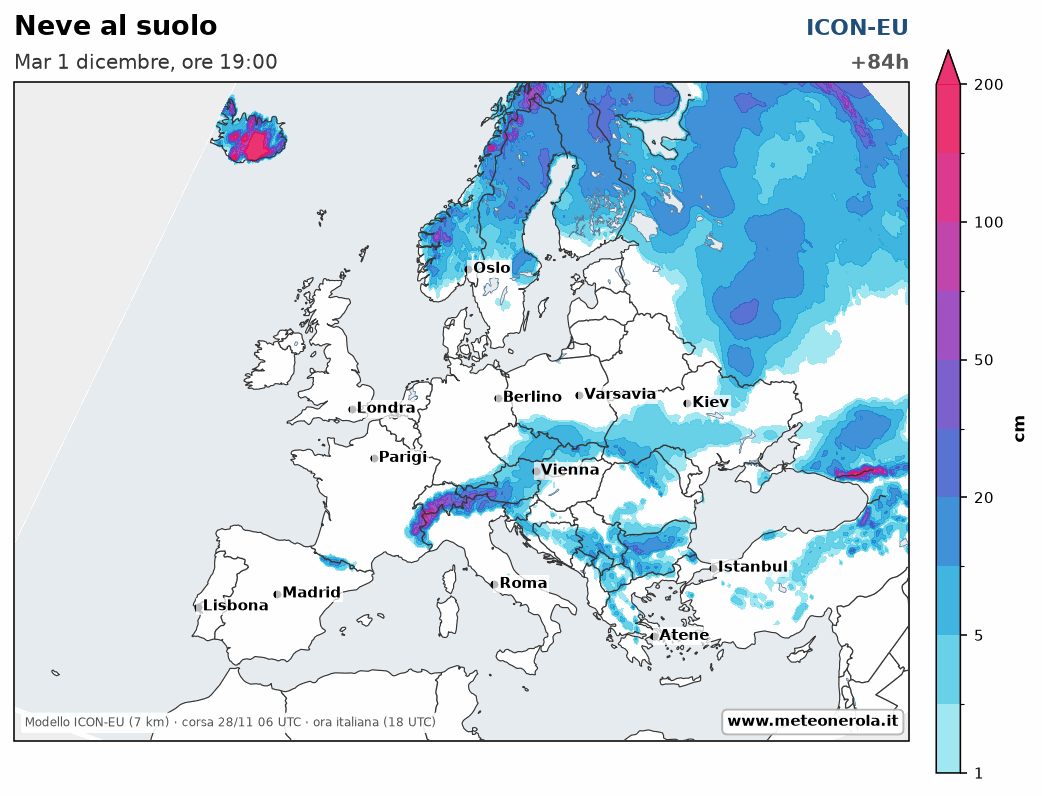 Neve al suolo
ICON-EU
Mar 1 dicembre, ore 19:00
+84h
200
100
50
20
5
1
cm
Oslo
Londra
Berlino
Varsavia
Kiev
Parigi
Vienna
Istanbul
Roma
Madrid
Lisbona
Atene
Modello ICON-EU (7 km) · corsa 28/11 06 UTC · ora italiana (18 UTC)
www.meteonerola.it